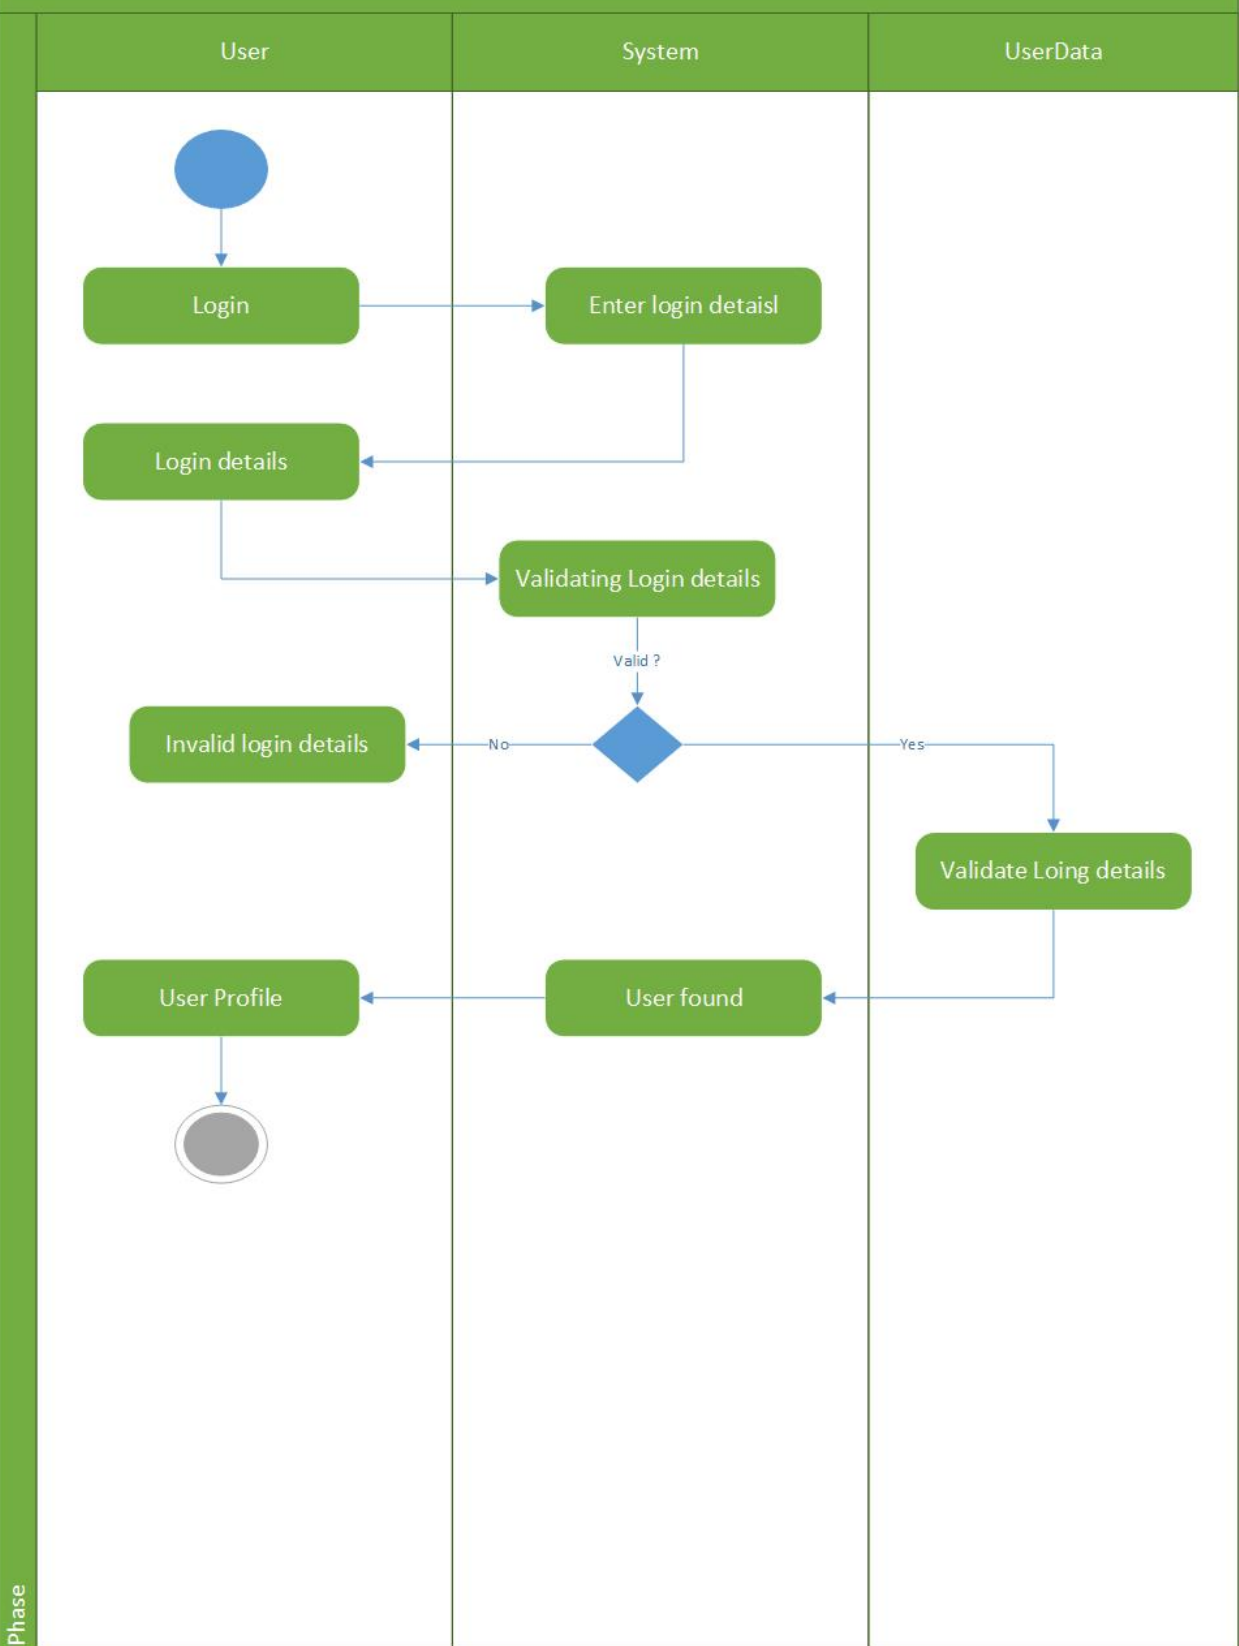 User
System
UserData
Login
Enter login detaisl
Login details
Validating Login details
Valid ?
Invalid login details
No
Yes
Validate Loing details
User Profile
User found
Phase